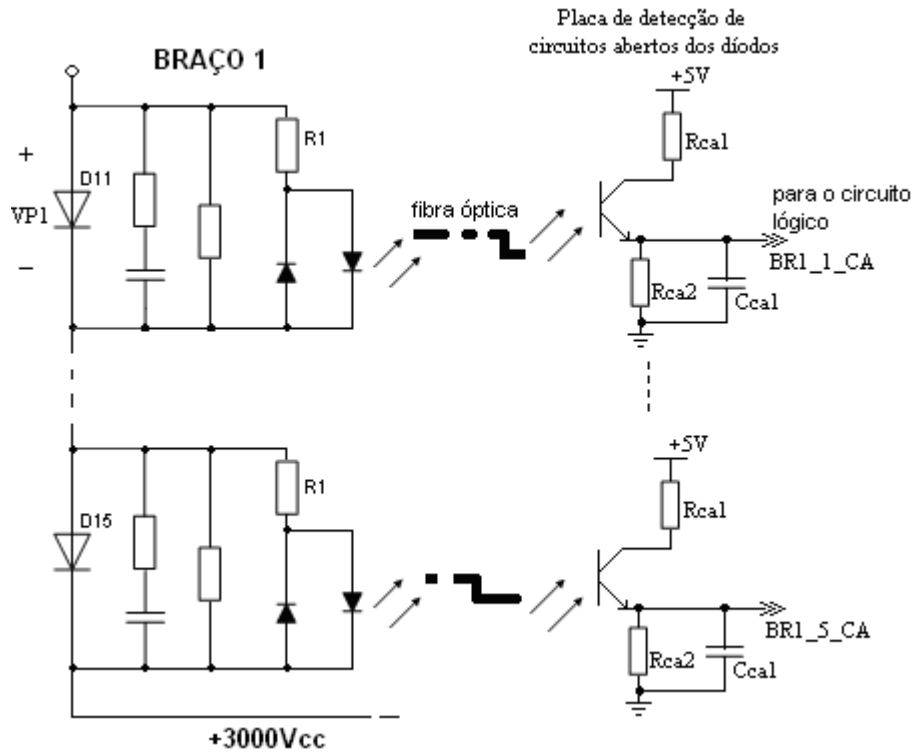 Placa de detecção de
circuitos abertos dos díodos
BRAÇO 1
+5V
R1
Rca1
+
D11
VP1
−
fibra óptica
para o circuito
lógico
BR1_1_CA
Rca2
Cca1
+5V
R1
Rca1
D15
BR1_5_CA
Rca2
Cca1
+3000Vcc